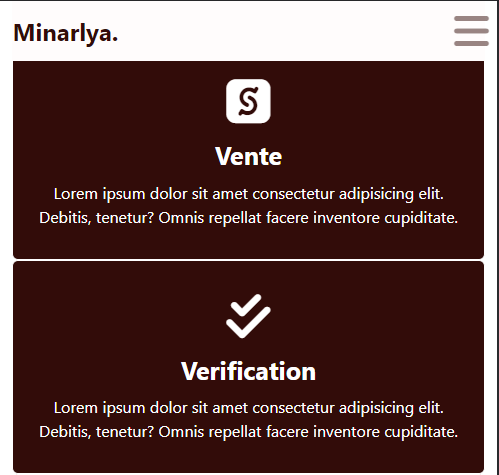 Minarlya.
Vente
Lorem ipsum dolor sit amet consectetur adipisicing elit.
Debitis, tenetur? Omnis repellat facere inventore cupiditate.
Verification
Lorem ipsum dolor sit amet consectetur adipisicing elit.
Debitis, tenetur? Omnis repellat facere inventore cupiditate.